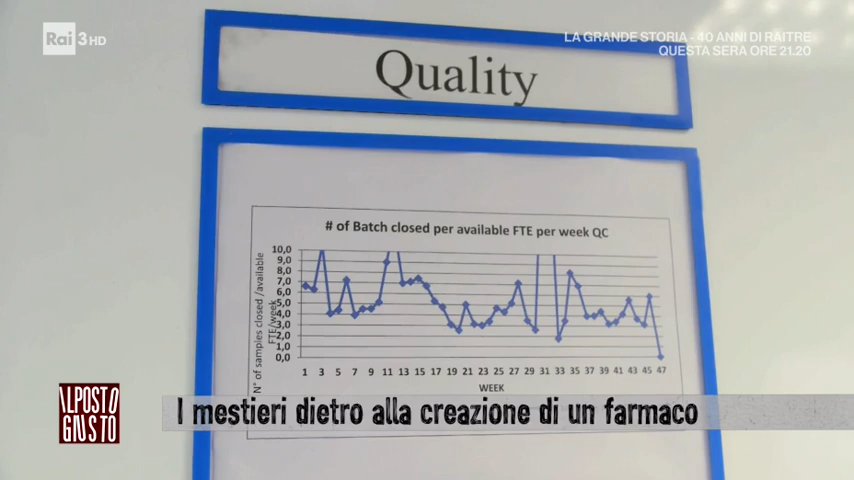 Rai 3HD
LA GRANDE STORIA - 40 ANNI DI RAITRE
QUESTA SERA ORE 21.20
Quality
# of Batch closed per available FTE per week QC
N° of samples closed /available
FTE/week
10,0
9,0
8,0
7,0
6,0
5,0
4,0
3,0
2,0
1,0
0,0
1 3 5 7 9 11 13 15 17 19 21 23 25 27 29 31 33 35 37 39 41 43 45 47
WEEK
IL POSTO
GIUSTO
I mestieri dietro alla creazione di un farmaco